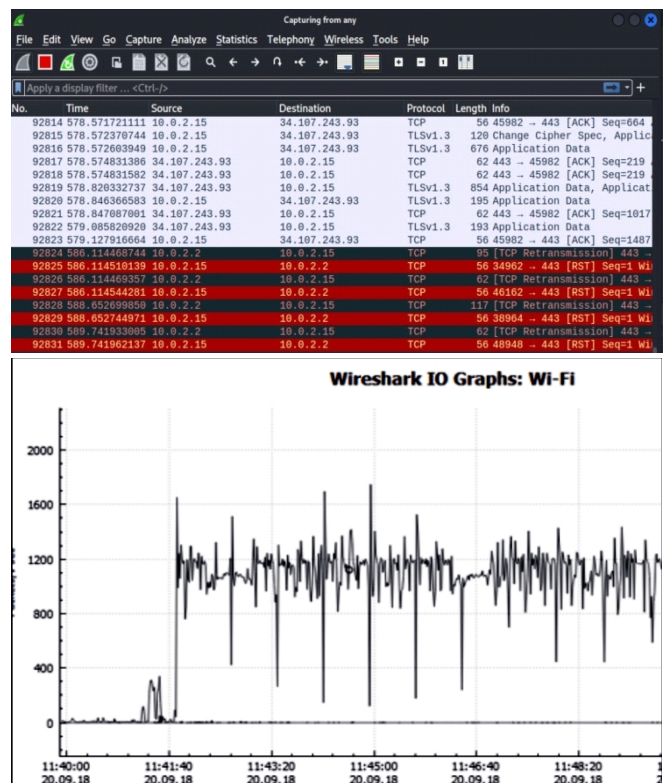 Capturing from any
File Edit View Go Capture Analyze Statistics Telephony Wireless Tools Help
Apply a display filter ... <Ctrl-/>
No. Time Source Destination Protocol Length Info
92814 578.571721111 10.0.2.15 34.107.243.93 TCP 56 45982 → 443 [ACK] Seq=664
92815 578.572370744 10.0.2.15 34.107.243.93 TLSv1.3 120 Change Cipher Spec, Applic
92816 578.572603949 10.0.2.15 34.107.243.93 TLSv1.3 676 Application Data
92817 578.574831386 34.107.243.93 10.0.2.15 TCP 62 443 → 45982 [ACK] Seq=219
92818 578.574831582 34.107.243.93 10.0.2.15 TCP 62 443 → 45982 [ACK] Seq=219
92819 578.820332737 34.107.243.93 10.0.2.15 TLSv1.3 854 Application Data, Applicat
92820 578.846366583 10.0.2.15 34.107.243.93 TLSv1.3 195 Application Data
92821 578.847087001 34.107.243.93 10.0.2.15 TCP 62 443 → 45982 [ACK] Seq=1017
92822 579.085820920 34.107.243.93 10.0.2.15 TLSv1.3 193 Application Data
92823 579.127916664 10.0.2.15 34.107.243.93 TCP 56 45982 → 443 [ACK] Seq=1487
92824 586.114468744 10.0.2.2 10.0.2.15 TCP 95 [TCP Retransmission] 443 →
92825 586.114510139 10.0.2.15 10.0.2.2 TCP 56 34962 → 443 [RST] Seq=1 Wi
92826 586.114469357 10.0.2.2 10.0.2.15 TCP 62 [TCP Retransmission] 443 →
92827 586.114544281 10.0.2.15 10.0.2.2 TCP 56 46162 → 443 [RST] Seq=1 Wi
92828 588.652699850 10.0.2.2 10.0.2.15 TCP 117 [TCP Retransmission] 443 →
92829 588.652744971 10.0.2.15 10.0.2.2 TCP 56 38964 → 443 [RST] Seq=1 Wi
92830 589.741933005 10.0.2.2 10.0.2.15 TCP 62 [TCP Retransmission] 443 →
92831 589.741962137 10.0.2.15 10.0.2.2 TCP 56 48948 → 443 [RST] Seq=1 Wi
Wireshark IO Graphs: Wi-Fi
2000
1600
1200
800
400
0
11:40:00 11:41:40 11:43:20 11:45:00 11:46:40 11:48:20
20.09.18 20.09.18 20.09.18 20.09.18 20.09.18 20.09.18